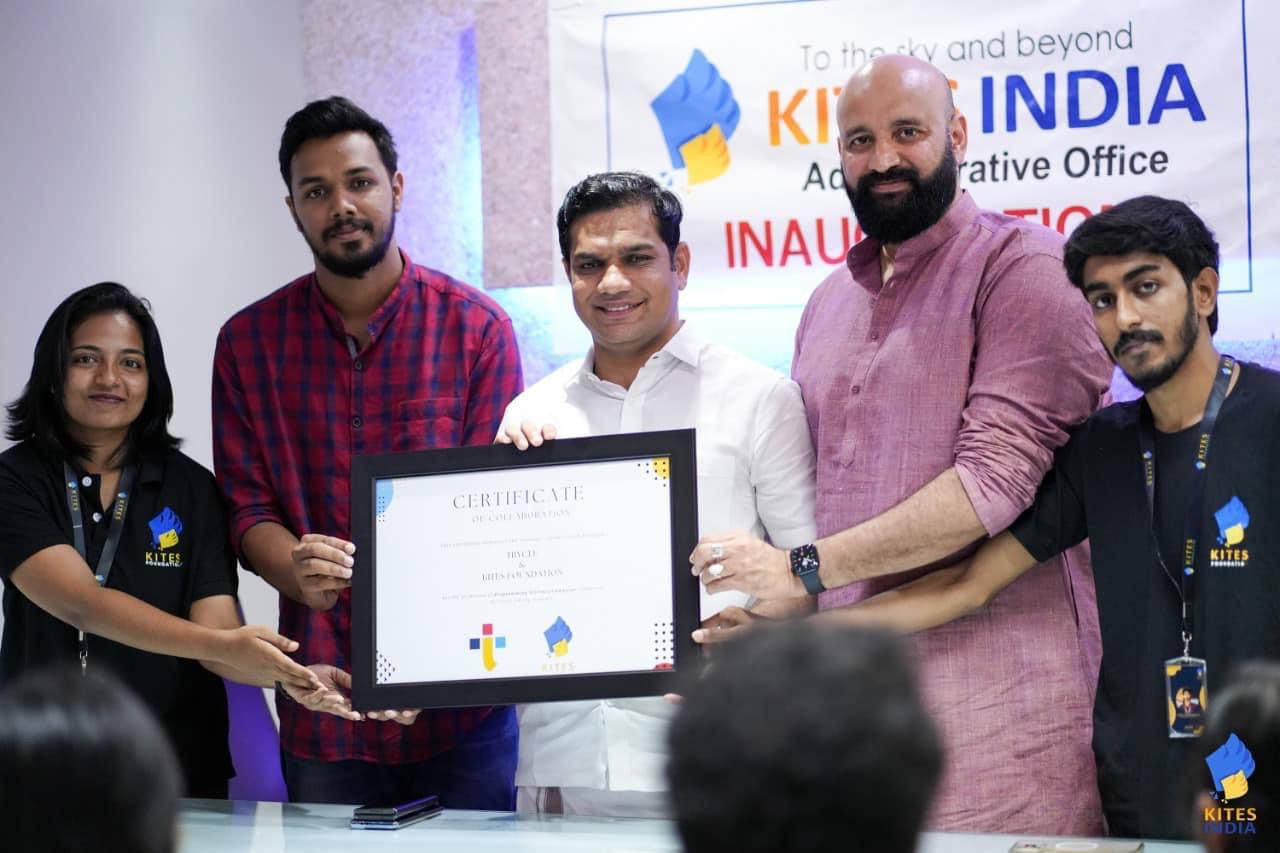 To the sky and beyond
KITES INDIA
Administrative Office
INAUGURATION
CERTIFICATE
OF COLLABORATION
TRYCLE
&
KITES FOUNDATION
KITES
KITES
FOUNDATION
KITES
FOUNDATION
KITES
INDIA